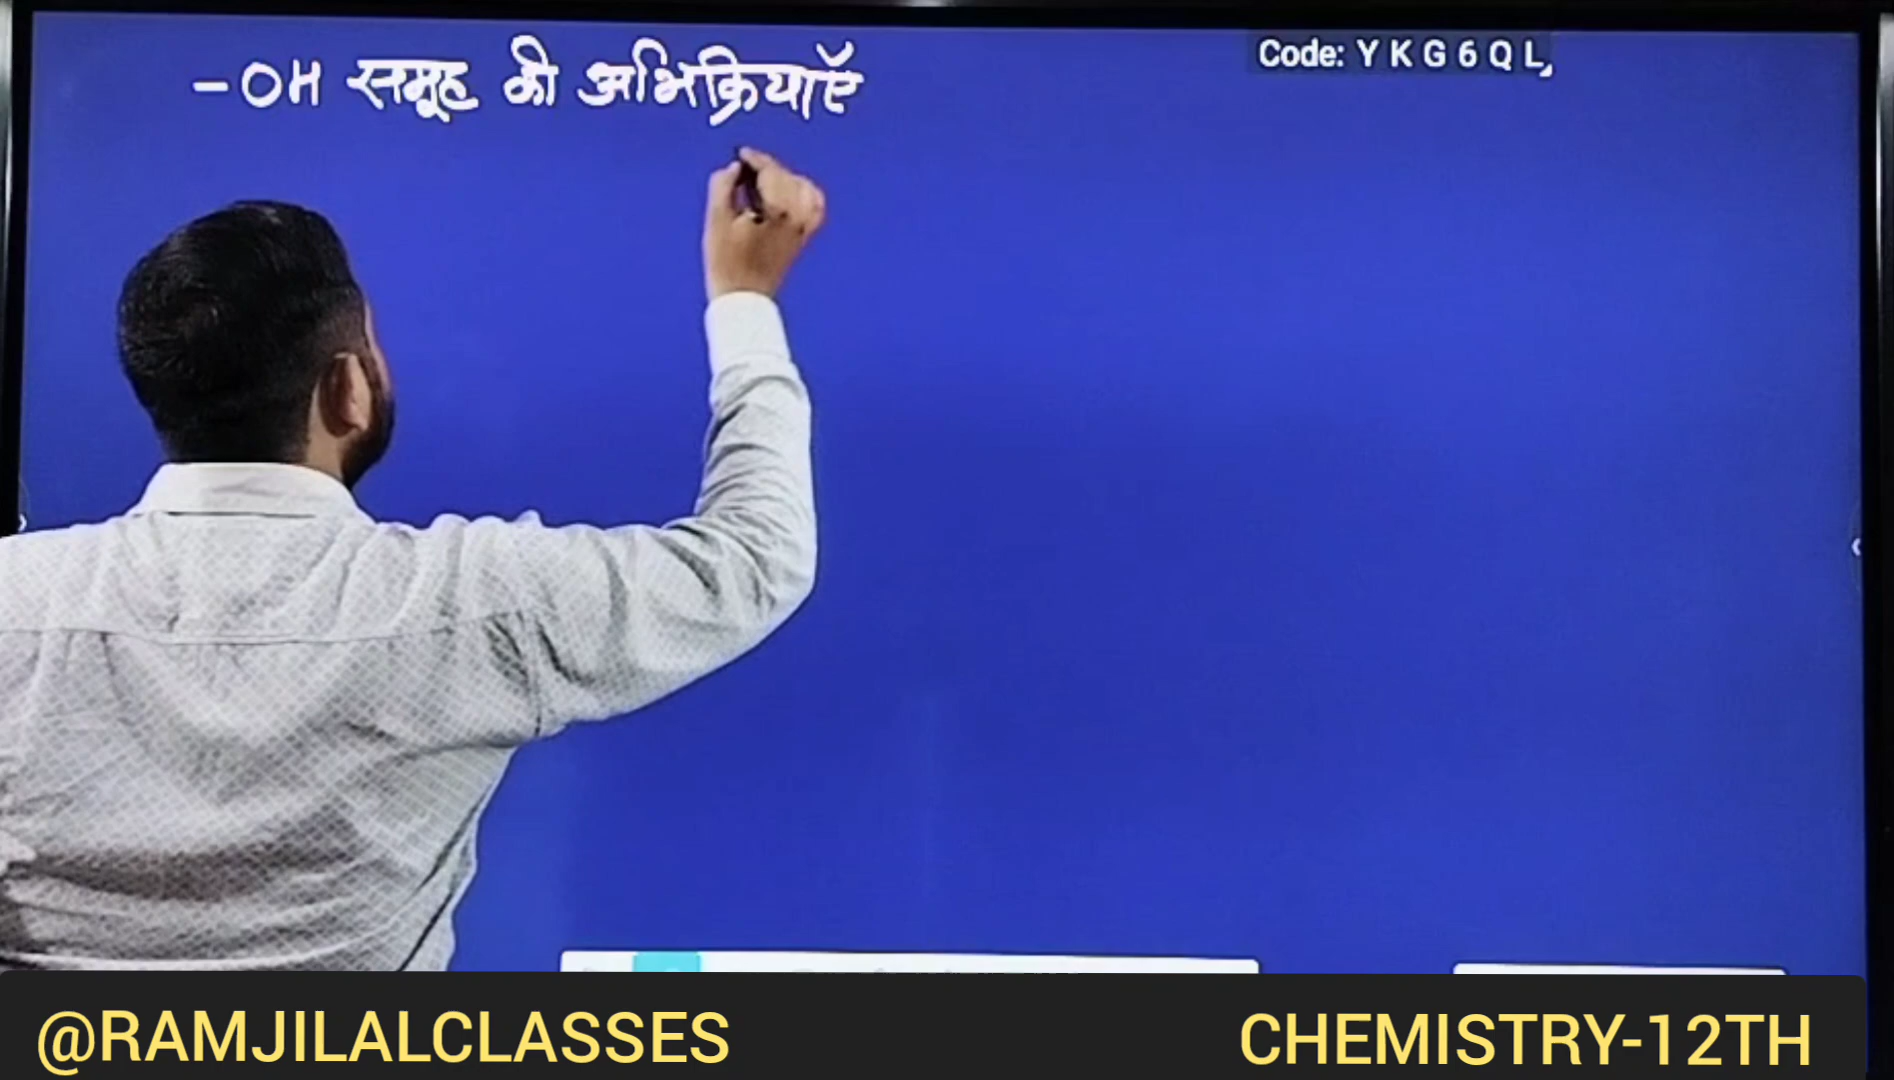 -OH समूह की अभिक्रियाएँ
Code: Y K G 6 Q L
@RAMJILALCLASSES
CHEMISTRY-12TH